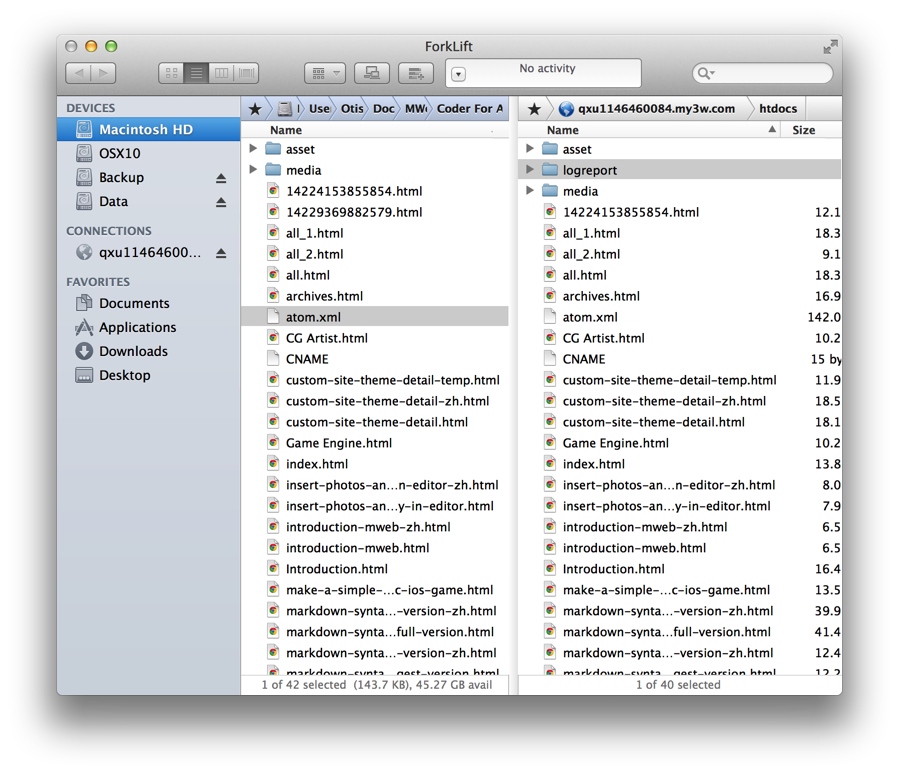 ForkLift
No activity
DEVICES
Macintosh HD
OSX10
Backup
Data
CONNECTIONS
qxu11464600...
FAVORITES
Documents
Applications
Downloads
Desktop
Use Otis Doc MW Coder For A
Name
asset
media
14224153855854.html
14229369882579.html
all_1.html
all_2.html
all.html
archives.html
atom.xml
CG Artist.html
CNAME
custom-site-theme-detail-temp.html
custom-site-theme-detail-zh.html
custom-site-theme-detail.html
Game Engine.html
index.html
insert-photos-an...n-editor-zh.html
insert-photos-an...y-in-editor.html
introduction-mweb-zh.html
introduction-mweb.html
Introduction.html
make-a-simple-...c-ios-game.html
markdown-synta...-version-zh.html
markdown-synta...full-version.html
markdown-synta...-version-zh.html
markdown-synta...gest-version.html
1 of 42 selected (143.7 KB), 45.27 GB avail
qxu1146460084.my3w.com htdocs
Name Size
asset
logreport
media
14224153855854.html 12.1
all_1.html 18.3
all_2.html 9.1
all.html 18.3
archives.html 16.9
atom.xml 142.0
CG Artist.html 10.2
CNAME 15 by
custom-site-theme-detail-temp.html 11.9
custom-site-theme-detail-zh.html 18.5
custom-site-theme-detail.html 18.1
Game Engine.html 10.2
index.html 13.8
insert-photos-an...n-editor-zh.html 8.0
insert-photos-an...y-in-editor.html 7.9
introduction-mweb-zh.html 6.5
introduction-mweb.html 6.5
Introduction.html 16.4
make-a-simple-...c-ios-game.html 13.5
markdown-synta...-version-zh.html 39.9
markdown-synta...full-version.html 41.4
markdown-synta...-version-zh.html 12.3
markdown-synta...gest-version.html 12.2
1 of 40 selected